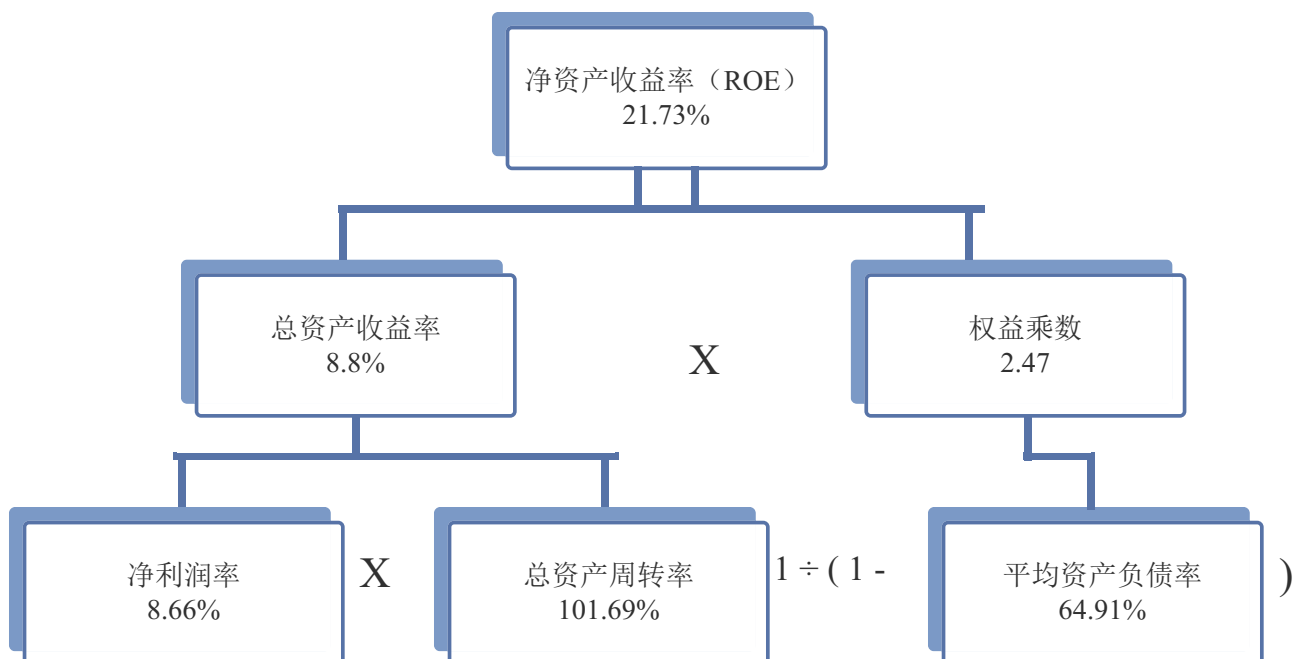 净资产收益率（ROE）
21.73%
总资产收益率
8.8%
X
权益乘数
2.47
净利润率
8.66%
X
总资产周转率
101.69%
1 ÷ ( 1 -
平均资产负债率
64.91%
)